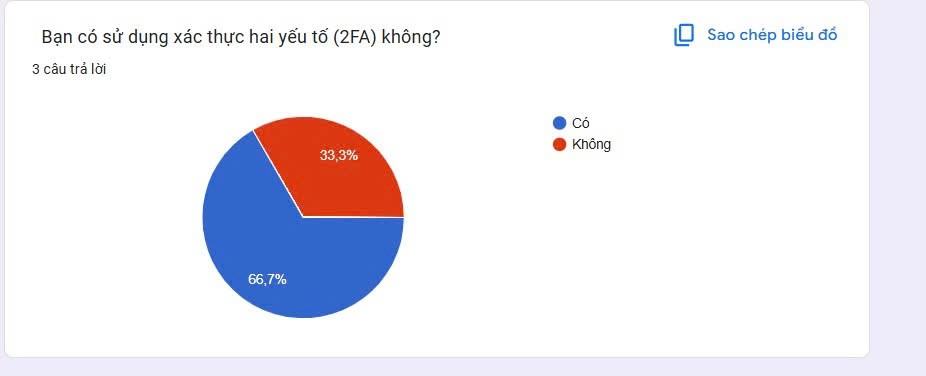 Bạn có sử dụng xác thực hai yếu tố (2FA) không?
Sao chép biểu đồ
3 câu trả lời
Có
Không
33,3%
66,7%